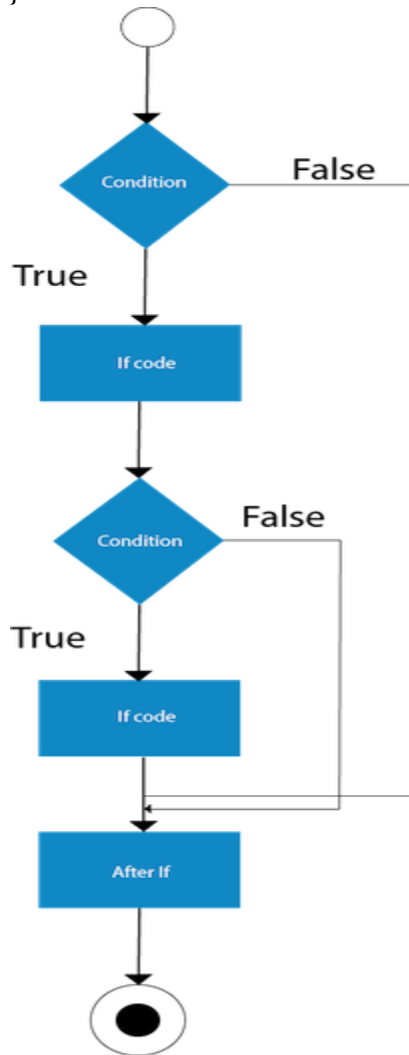 Condition
False
True
If code
False
Condition
True
If code
After If